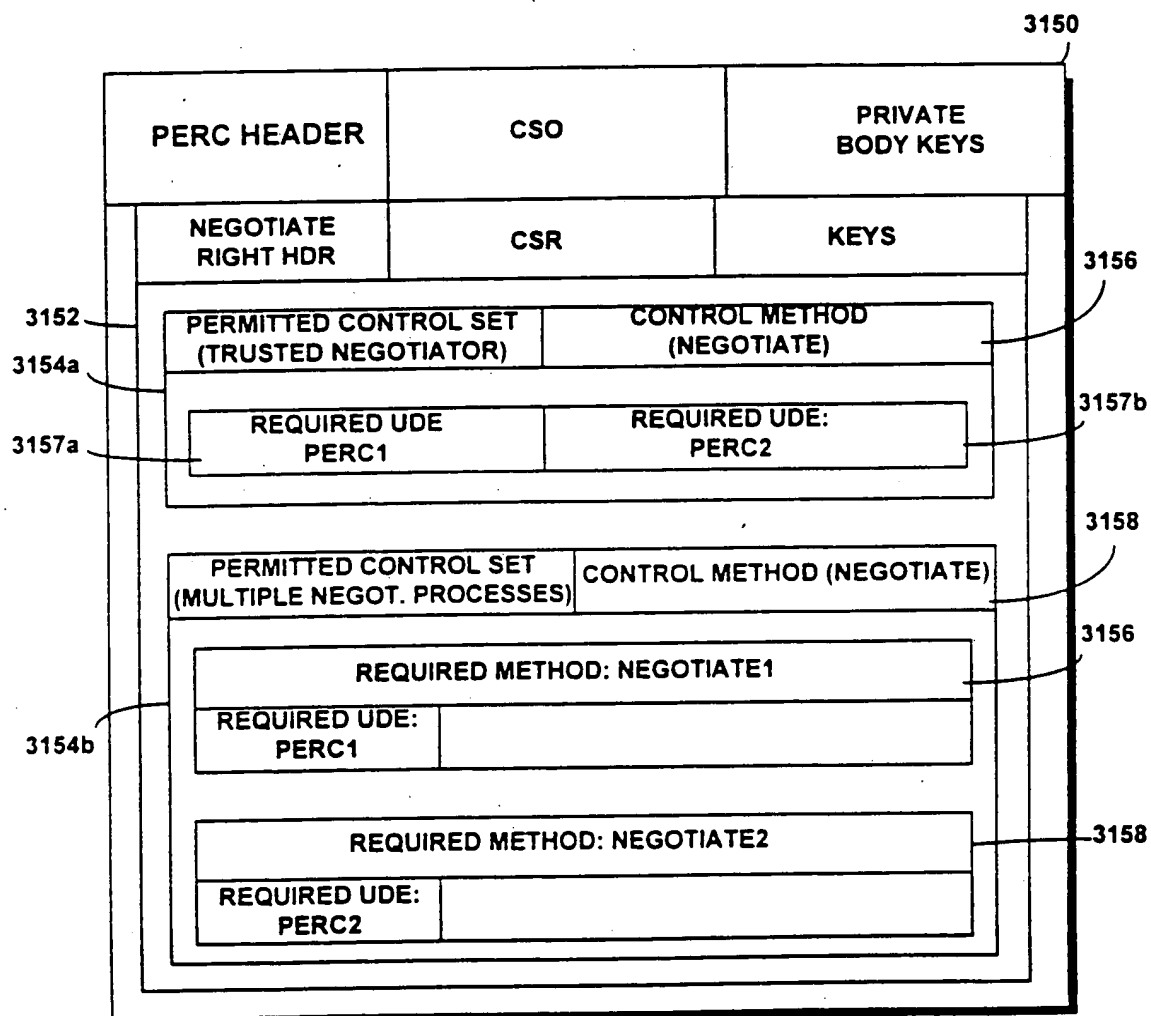 3150
PERC HEADER
CSO
PRIVATE
BODY KEYS
NEGOTIATE
RIGHT HDR
CSR
KEYS
3156
3152
PERMITTED CONTROL SET
(TRUSTED NEGOTIATOR)
CONTROL METHOD
(NEGOTIATE)
3154a
3157b
REQUIRED UDE
PERC1
REQUIRED UDE:
PERC2
3157a
3158
PERMITTED CONTROL SET
(MULTIPLE NEGOT. PROCESSES)
CONTROL METHOD (NEGOTIATE)
3156
REQUIRED METHOD: NEGOTIATE1
REQUIRED UDE:
PERC1
3154b
REQUIRED METHOD: NEGOTIATE2
3158
REQUIRED UDE:
PERC2